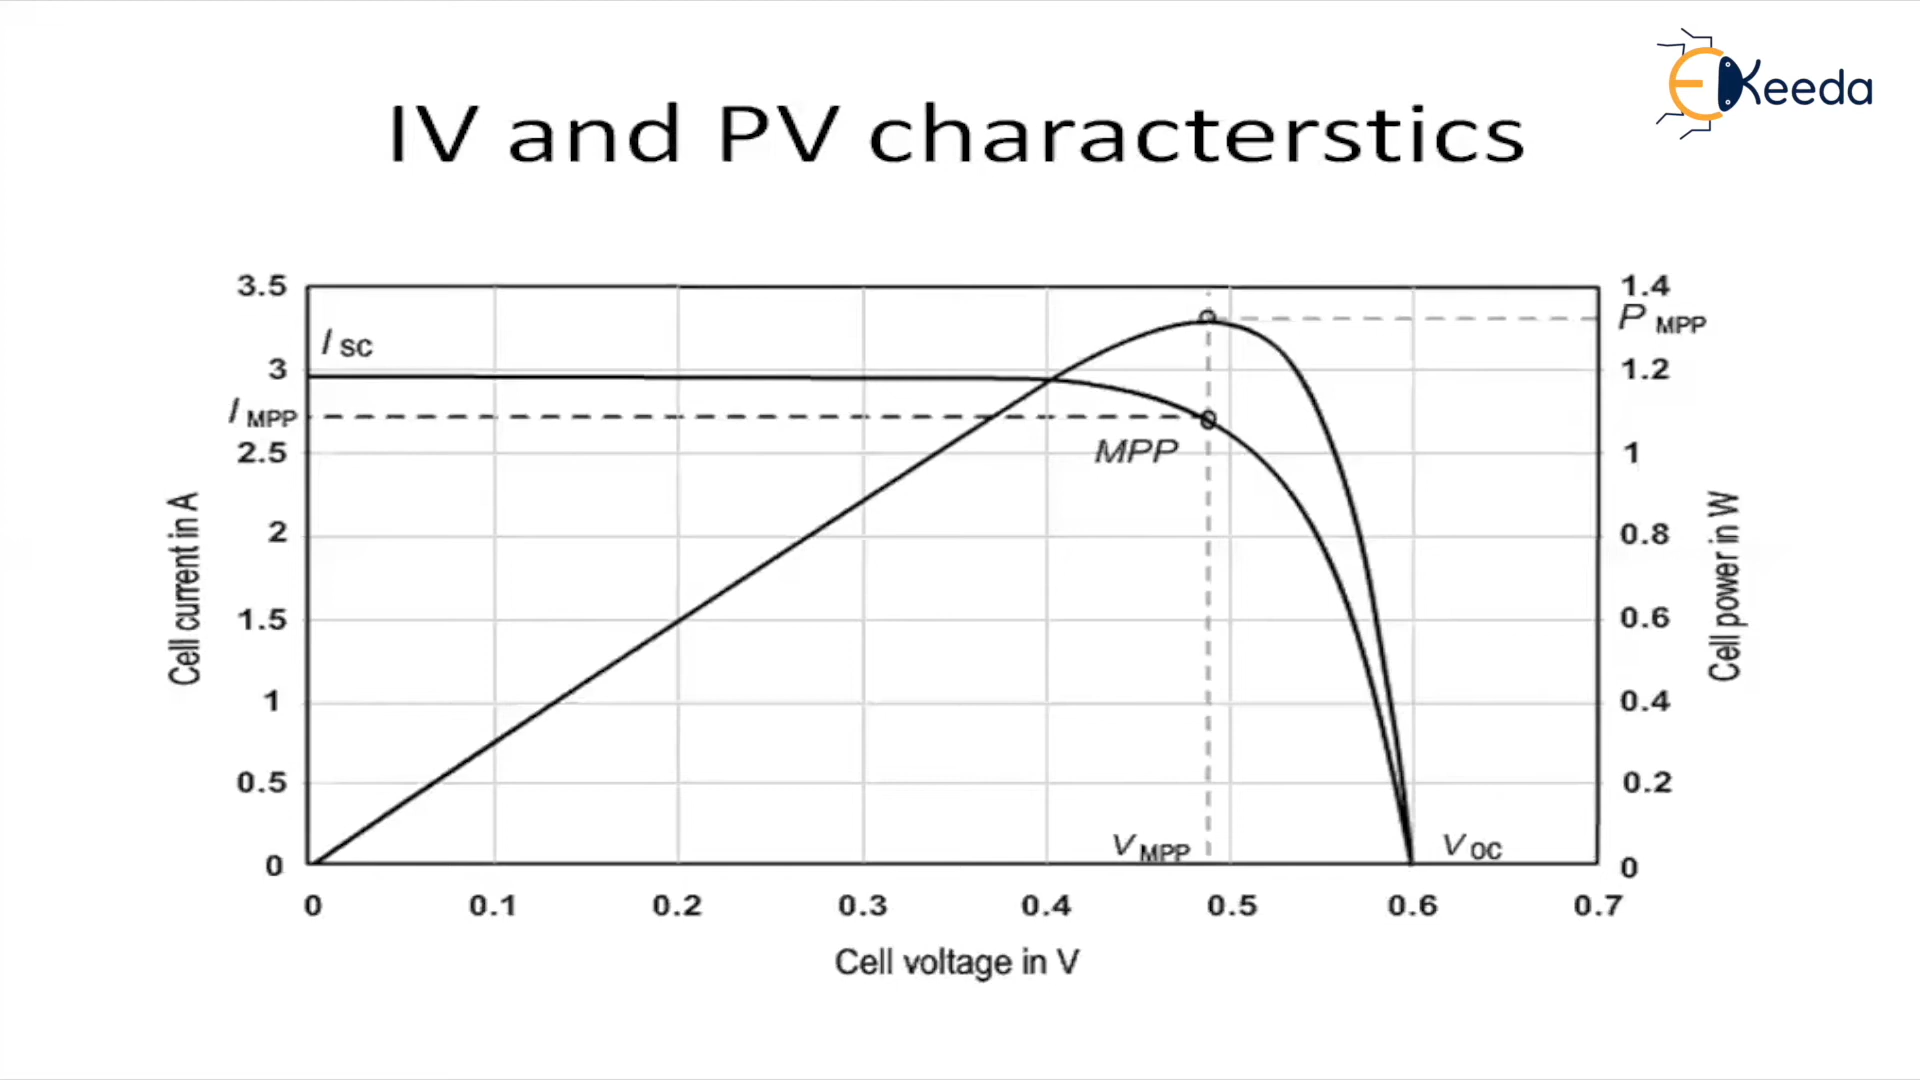 EKeeda
IV and PV characterstics
3.5
3
2.5
2
1.5
1
0.5
0
I SC
I MPP
Cell current in A
1.4
P MPP
1.2
1
0.8
0.6
0.4
0.2
0
Cell power in W
MPP
V MPP
V OC
0 0.1 0.2 0.3 0.4 0.5 0.6 0.7
Cell voltage in V